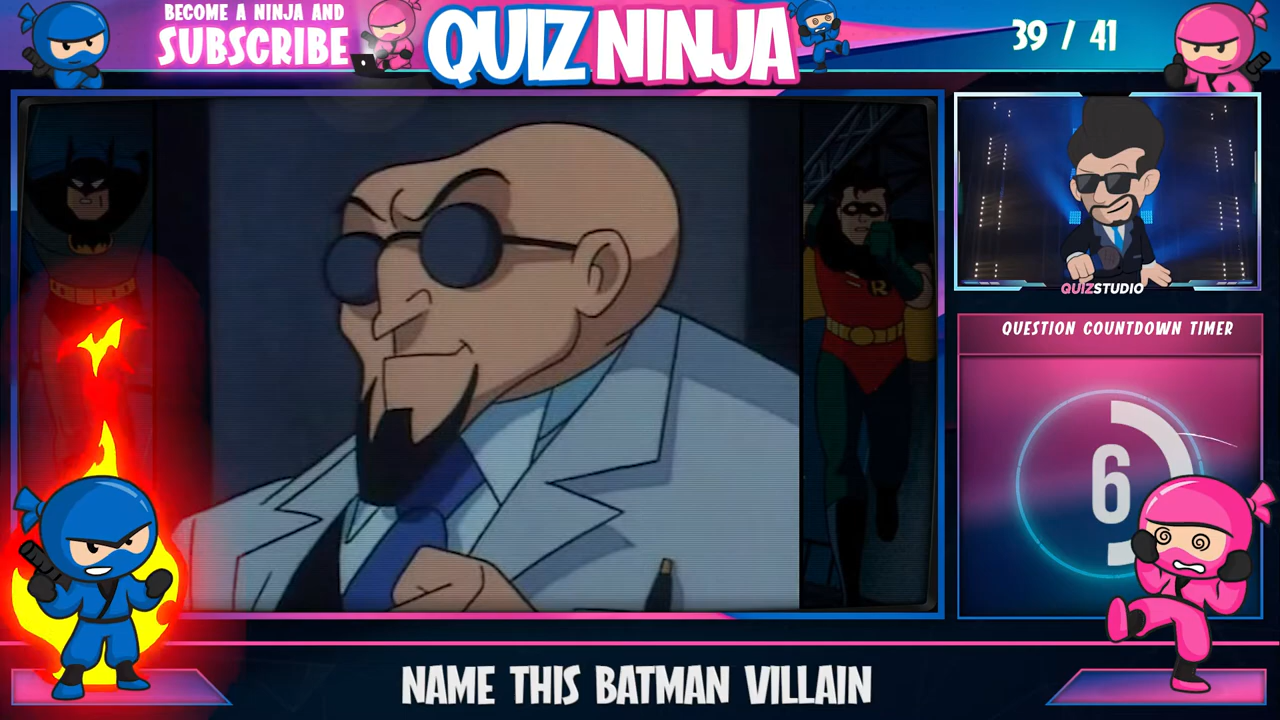 BECOME A NINJA AND
SUBSCRIBE
QUIZ NINJA
39 / 41
R
QUIZSTUDIO
QUESTION COUNTDOWN TIMER
6
NAME THIS BATMAN VILLAIN